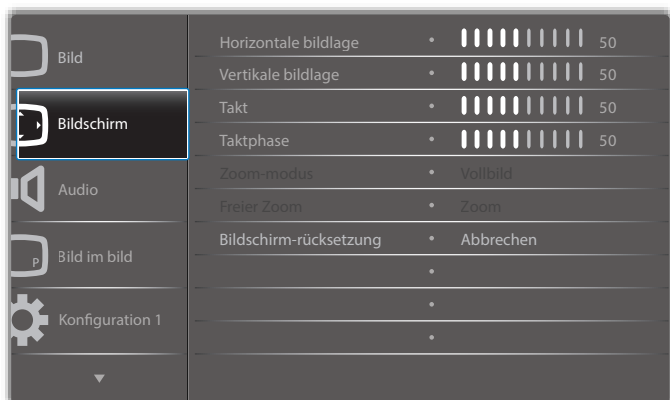 Bild
Bildschirm
Audio
P
Bild im bild
Konfiguration 1
Horizontale bildlage • 50
Vertikale bildlage • 50
Takt • 50
Taktphase • 50
Zoom-modus • Vollbild
Freier Zoom • Zoom
Bildschirm-rücksetzung • Abbrechen
•
•
•